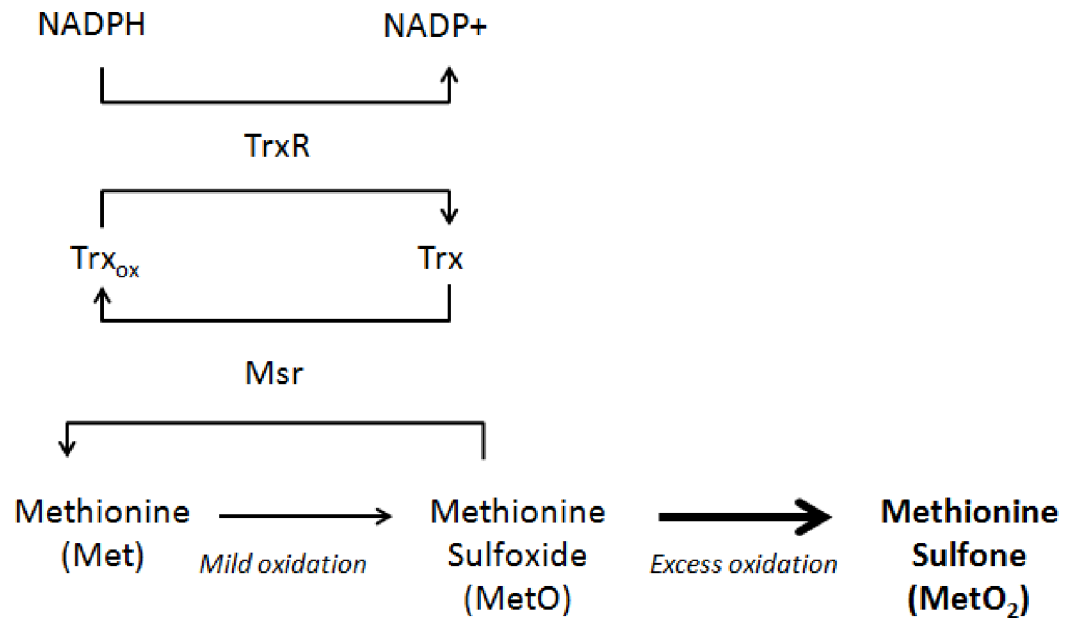 NADPH NADP+
TrxR
Trxox Trx
Msr
Methionine
(Met)
Mild oxidation
Methionine
Sulfoxide
(MetO)
Excess oxidation
Methionine
Sulfone
(MetO2)